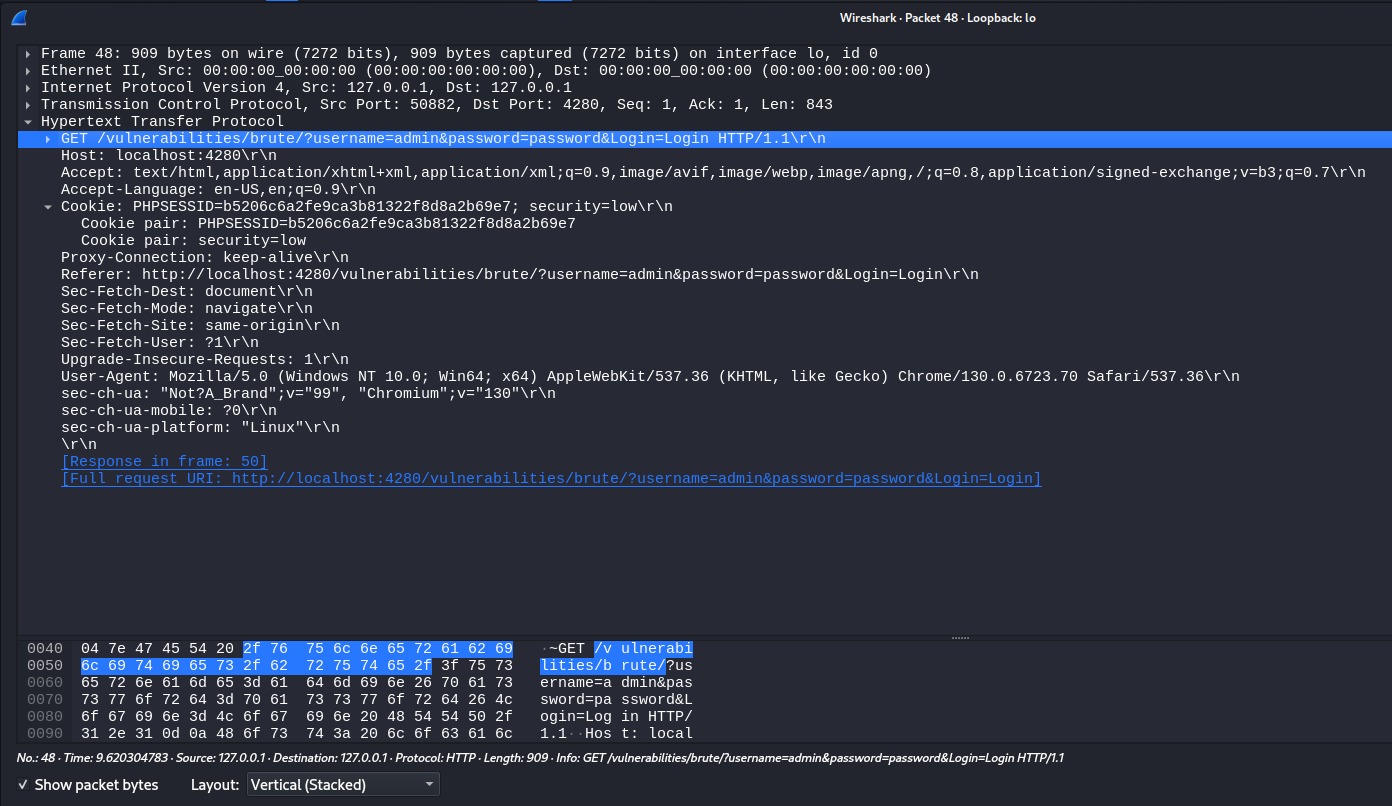 Wireshark · Packet 48 · Loopback: lo
Frame 48: 909 bytes on wire (7272 bits), 909 bytes captured (7272 bits) on interface lo, id 0
Ethernet II, Src: 00:00:00_00:00:00 (00:00:00:00:00:00), Dst: 00:00:00_00:00:00 (00:00:00:00:00:00)
Internet Protocol Version 4, Src: 127.0.0.1, Dst: 127.0.0.1
Transmission Control Protocol, Src Port: 50882, Dst Port: 4280, Seq: 1, Ack: 1, Len: 843
Hypertext Transfer Protocol
GET /vulnerabilities/brute/?username=admin&password=password&Login=Login HTTP/1.1\r\n
Host: localhost:4280\r\n
Accept: text/html,application/xhtml+xml,application/xml;q=0.9,image/avif,image/webp,image/apng,/;q=0.8,application/signed-exchange;v=b3;q=0.7\r\n
Accept-Language: en-US,en;q=0.9\r\n
Cookie: PHPSESSID=b5206c6a2fe9ca3b81322f8d8a2b69e7; security=low\r\n
Cookie pair: PHPSESSID=b5206c6a2fe9ca3b81322f8d8a2b69e7
Cookie pair: security=low
Proxy-Connection: keep-alive\r\n
Referer: http://localhost:4280/vulnerabilities/brute/?username=admin&password=password&Login=Login\r\n
Sec-Fetch-Dest: document\r\n
Sec-Fetch-Mode: navigate\r\n
Sec-Fetch-Site: same-origin\r\n
Sec-Fetch-User: ?1\r\n
Upgrade-Insecure-Requests: 1\r\n
User-Agent: Mozilla/5.0 (Windows NT 10.0; Win64; x64) AppleWebKit/537.36 (KHTML, like Gecko) Chrome/130.0.6723.70 Safari/537.36\r\n
sec-ch-ua: "Not?A_Brand";v="99", "Chromium";v="130"\r\n
sec-ch-ua-mobile: ?0\r\n
sec-ch-ua-platform: "Linux"\r\n
\r\n
[Response in frame: 50]
[Full request URI: http://localhost:4280/vulnerabilities/brute/?username=admin&password=password&Login=Login]
0040 04 7e 47 45 54 20 2f 76 75 6c 6e 65 72 61 62 69 ·~GET /v ulnerabi
0050 6c 69 74 69 65 73 2f 62 72 75 74 65 2f 3f 75 73 lities/b rute/?us
0060 65 72 6e 61 6d 65 3d 61 64 6d 69 6e 26 70 61 73 ername=a dmin&pas
0070 73 77 6f 72 64 3d 70 61 73 73 77 6f 72 64 26 4c sword=pa ssword&L
0080 6f 67 69 6e 3d 4c 6f 67 69 6e 20 48 54 54 50 2f ogin=Log in HTTP/
0090 31 2e 31 0d 0a 48 6f 73 74 3a 20 6c 6f 63 61 6c 1.1··Hos t: local
No.: 48 · Time: 9.620304783 · Source: 127.0.0.1 · Destination: 127.0.0.1 · Protocol: HTTP · Length: 909 · Info: GET /vulnerabilities/brute/?username=admin&password=password&Login=Login HTTP/1.1
Show packet bytes Layout: Vertical (Stacked)